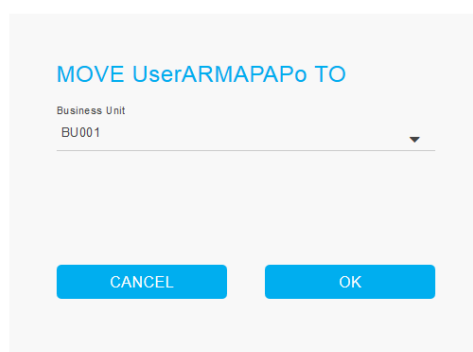 MOVE UserARMAPAPo TO
Business Unit
BU001
CANCEL
OK